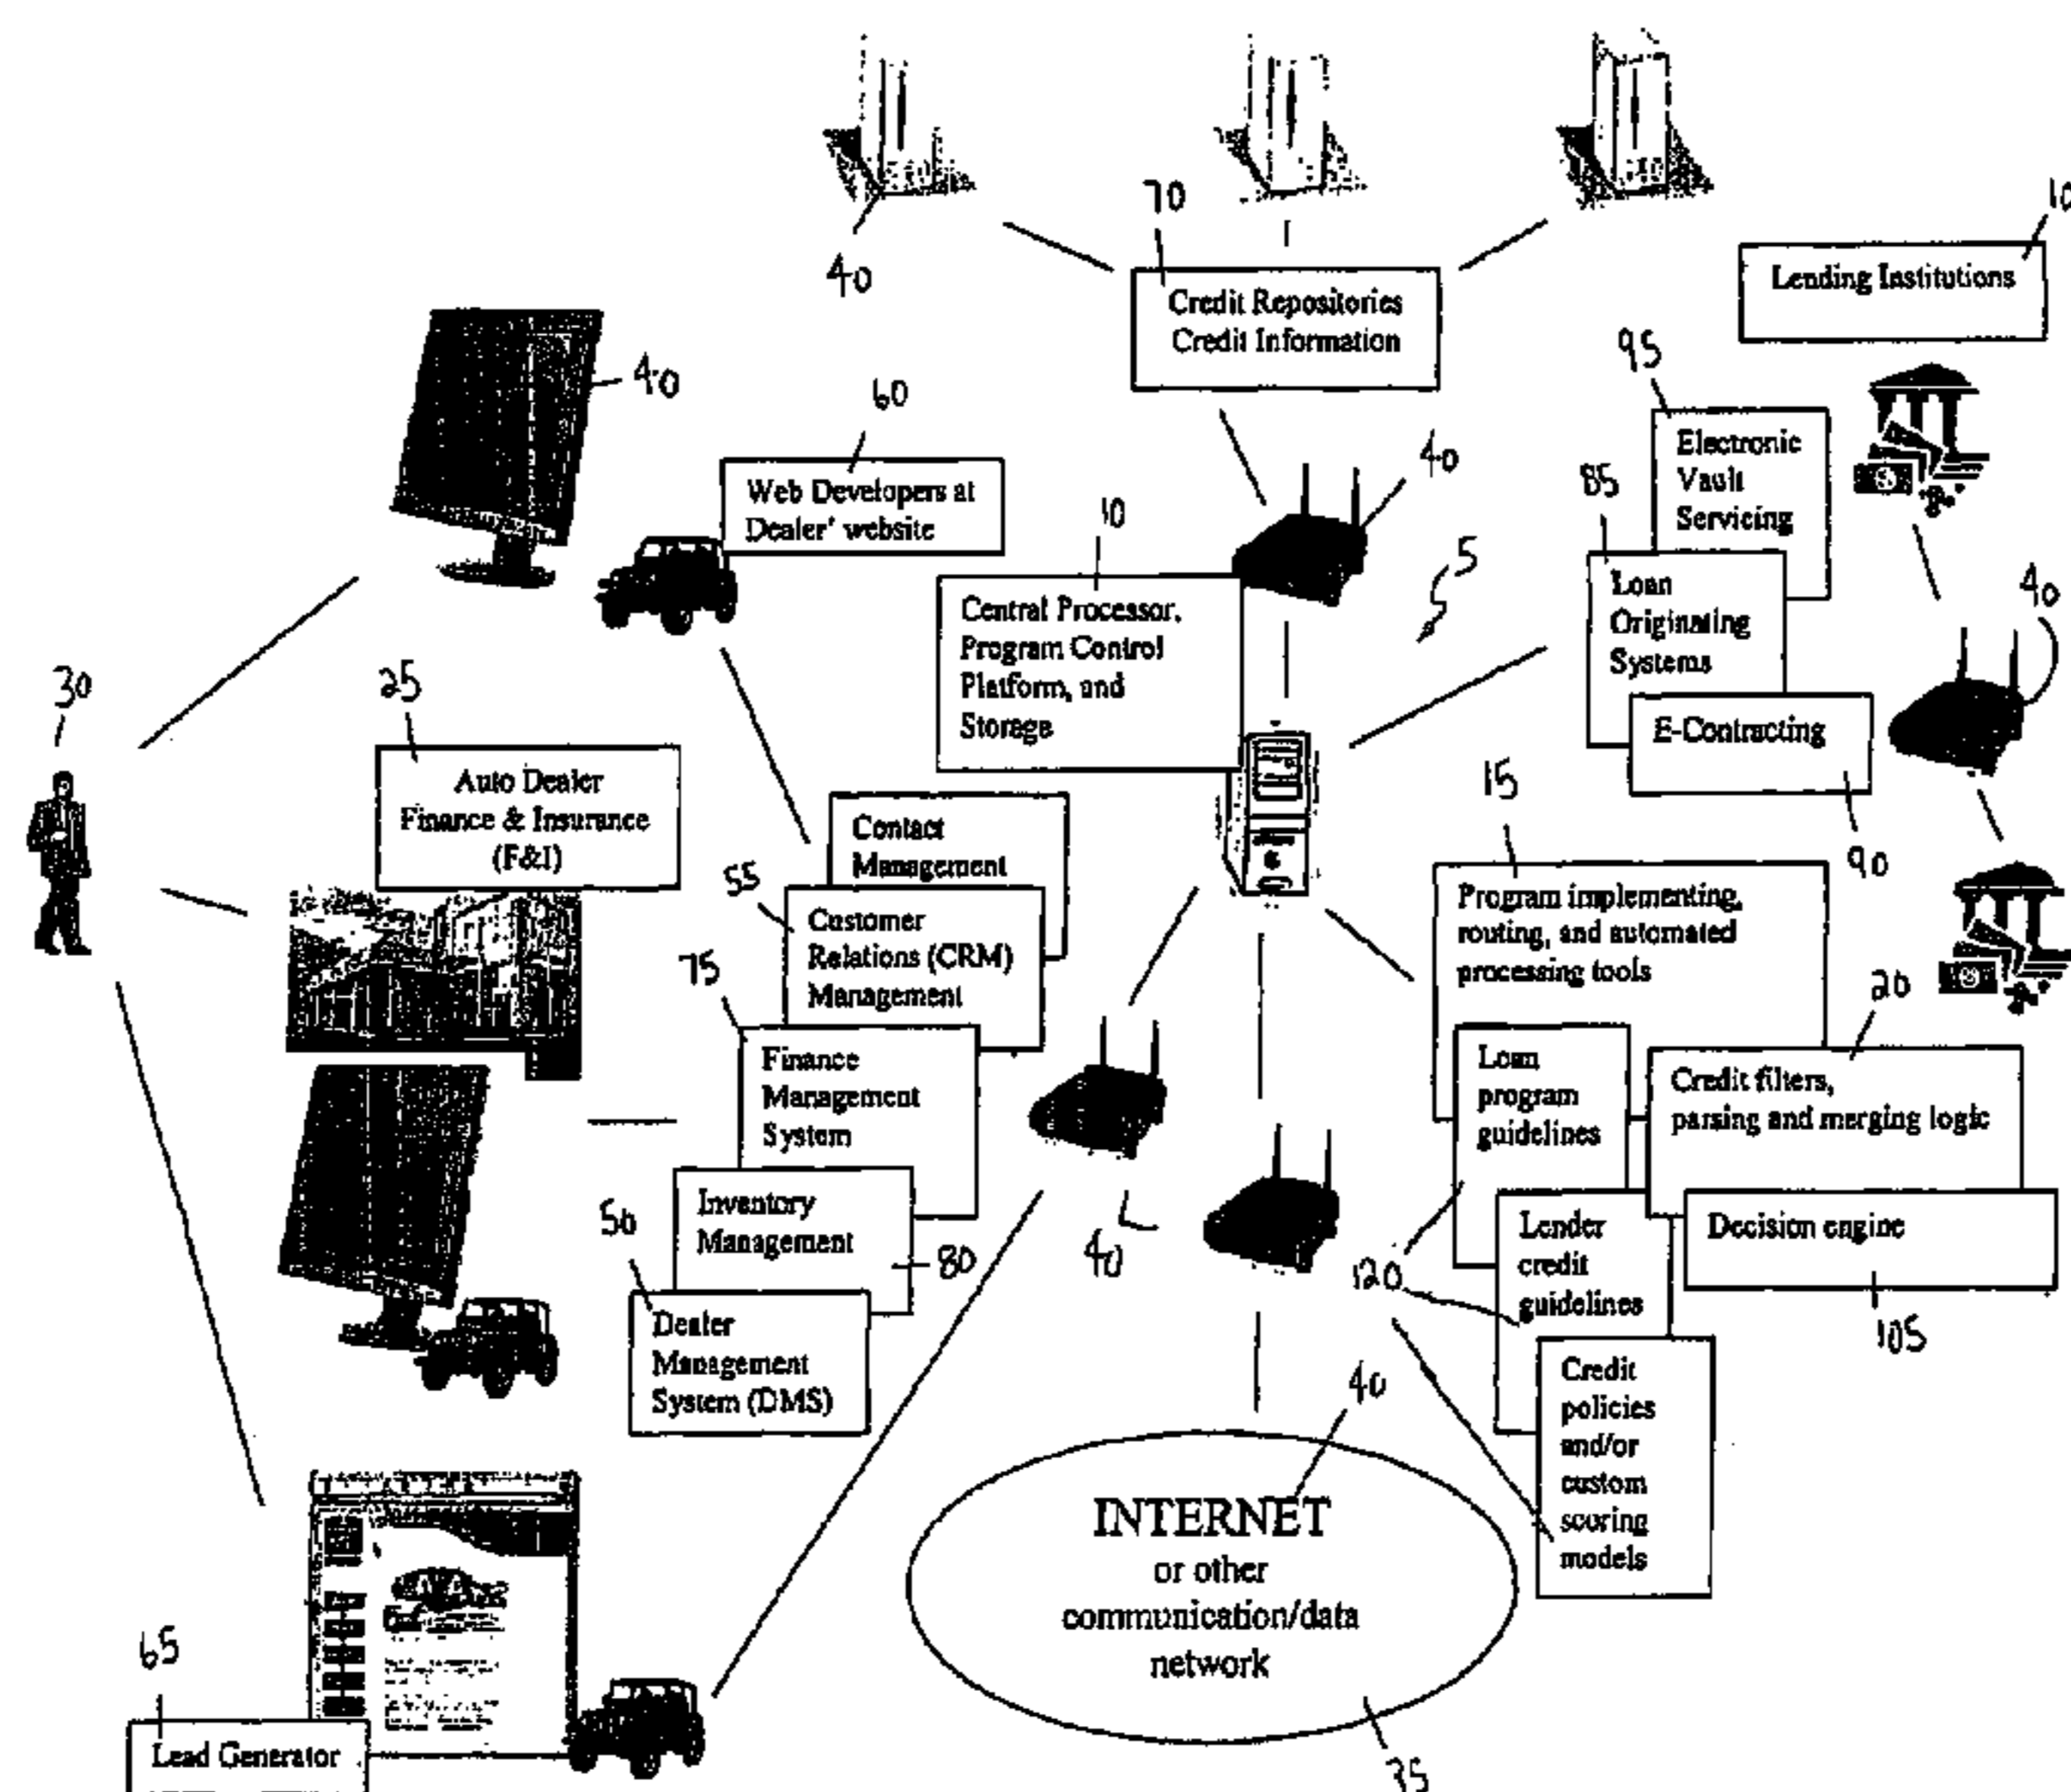 40
70
Credit Repositories
Credit Information
10
Lending Institutions
40
60
Web Developers at
Dealer' website
40
95
Electronic
Vault
Servicing
85
Loan
Originating
Systems
E-Contracting
90
40
10
Central Processor,
Program Control
Platform, and
Storage
5
30
25
Auto Dealer
Finance & Insurance
(F&I)
Contact
Management
55
Customer
Relations (CRM)
Management
75
Finance
Management
System
Inventory
Management
80
50
Dealer
Management
System (DMS)
40
15
Program implementing,
routing, and automated
processing tools
20
Credit filters,
parsing and merging logic
Loan
program
guidelines
Decision engine
105
120
Lender
credit
guidelines
Credit
policies
and/or
custom
scoring
models
40
INTERNET
or other
communication/data
network
35
65
Lead Generator